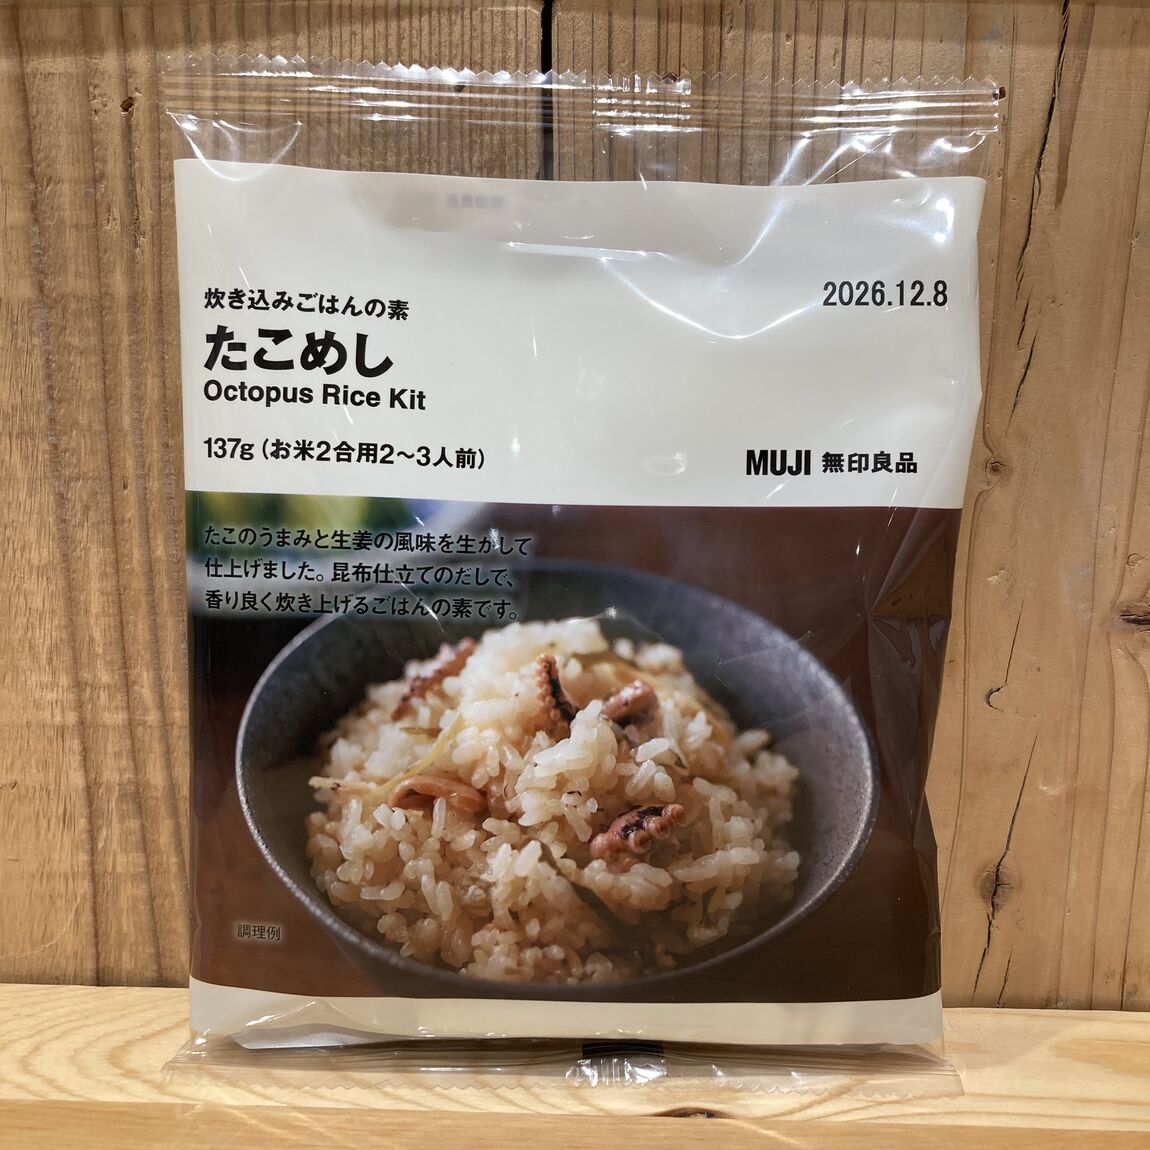 炊き込みごはんの素
2026.12.8
たこめし
Octopus Rice Kit
137g（お米2合用2〜3人前）
MUJI 無印良品
たこのうまみと生姜の風味を生かして
仕上げました。昆布仕立てのだしで、
香り良く炊き上げるごはんの素です。
調理例